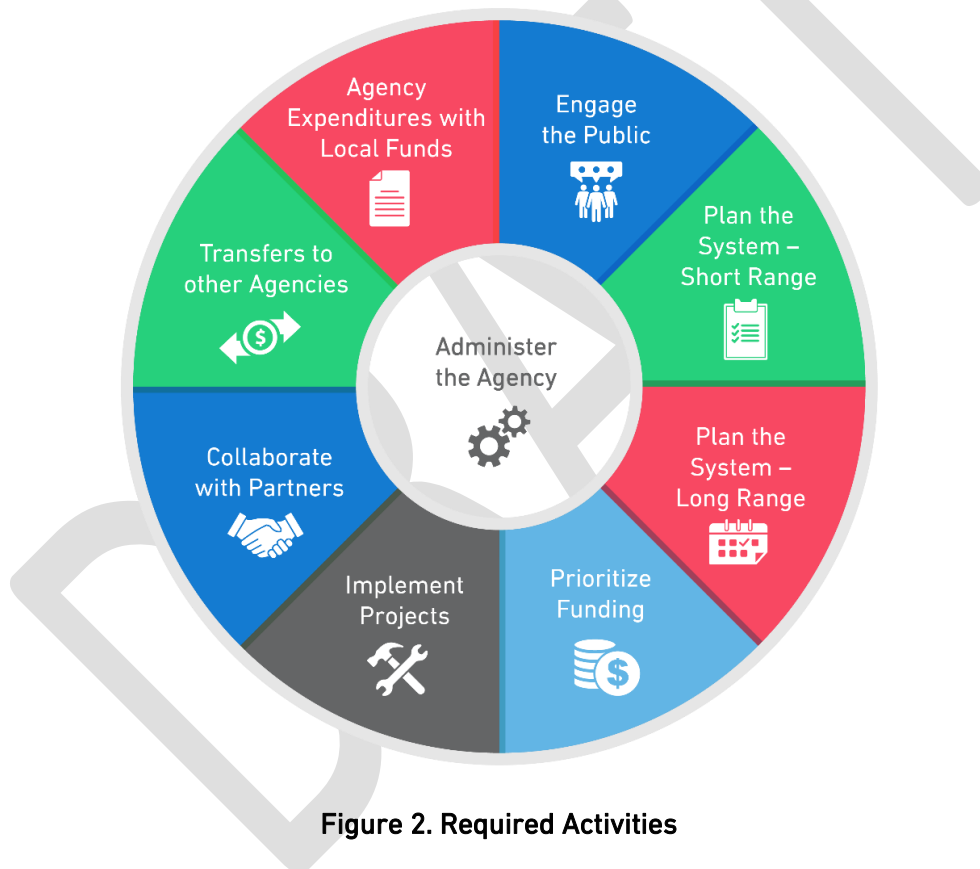 Agency
Expenditures with
Local Funds
Engage
the Public
Plan the
System –
Short Range
Transfers to
other Agencies
Administer
the Agency
Plan the
System –
Long Range
Collaborate
with Partners
Implement
Projects
Prioritize
Funding
Figure 2. Required Activities